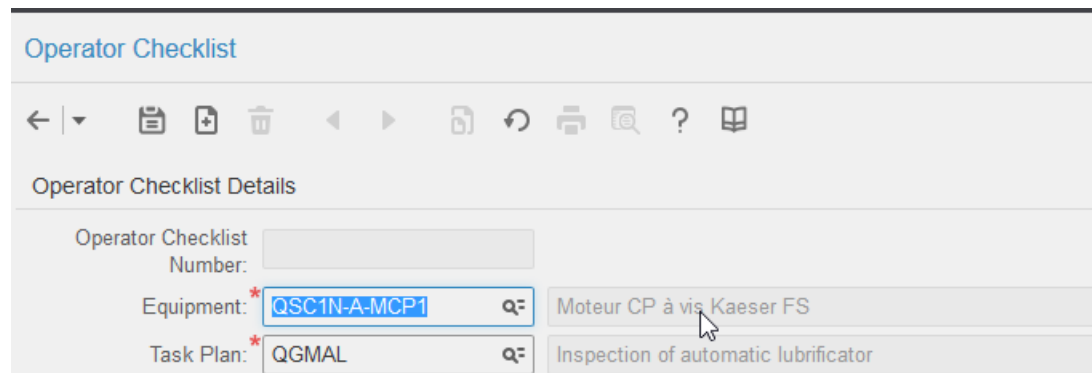 Operator Checklist
?
Operator Checklist Details
Operator Checklist
Number:
Equipment:* QSC1N-A-MCP1 Moteur CP à vis Kaeser FS
Task Plan:* QGMAL Inspection of automatic lubrificator